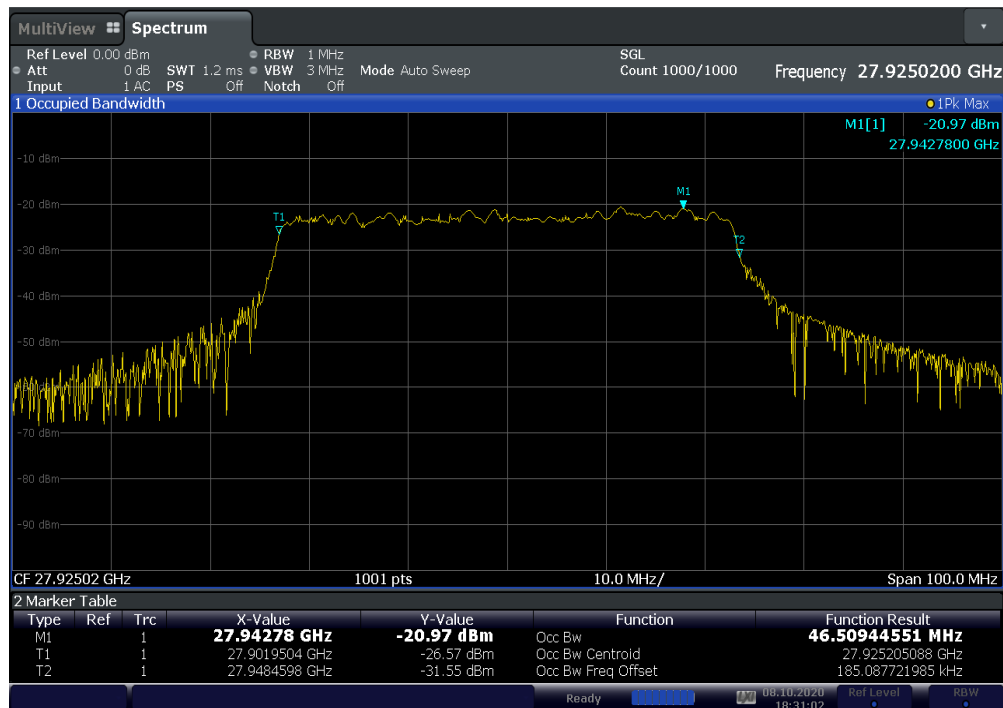 MultiView Spectrum
Ref Level 0.00 dBm RBW 1 MHz SGL
Att 0 dB SWT 1.2 ms VBW 3 MHz Mode Auto Sweep Count 1000/1000 Frequency 27.9250200 GHz
Input 1 AC PS Off Notch Off
1 Occupied Bandwidth 1Pk Max
M1[1] -20.97 dBm
27.9427800 GHz
-10 dBm
M1
-20 dBm
T1
T2
-30 dBm
-40 dBm
-50 dBm
-70 dBm
-80 dBm
-90 dBm
CF 27.92502 GHz 1001 pts 10.0 MHz/ Span 100.0 MHz
2 Marker Table
Type Ref Trc X-Value Y-Value Function Function Result
M1 1 27.94278 GHz -20.97 dBm Occ Bw 46.50944551 MHz
T1 1 27.9019504 GHz -26.57 dBm Occ Bw Centroid 27.925205088 GHz
T2 1 27.9484598 GHz -31.55 dBm Occ Bw Freq Offset 185.087721985 kHz
Ready 08.10.2020 Ref Level RBW
18:31:02